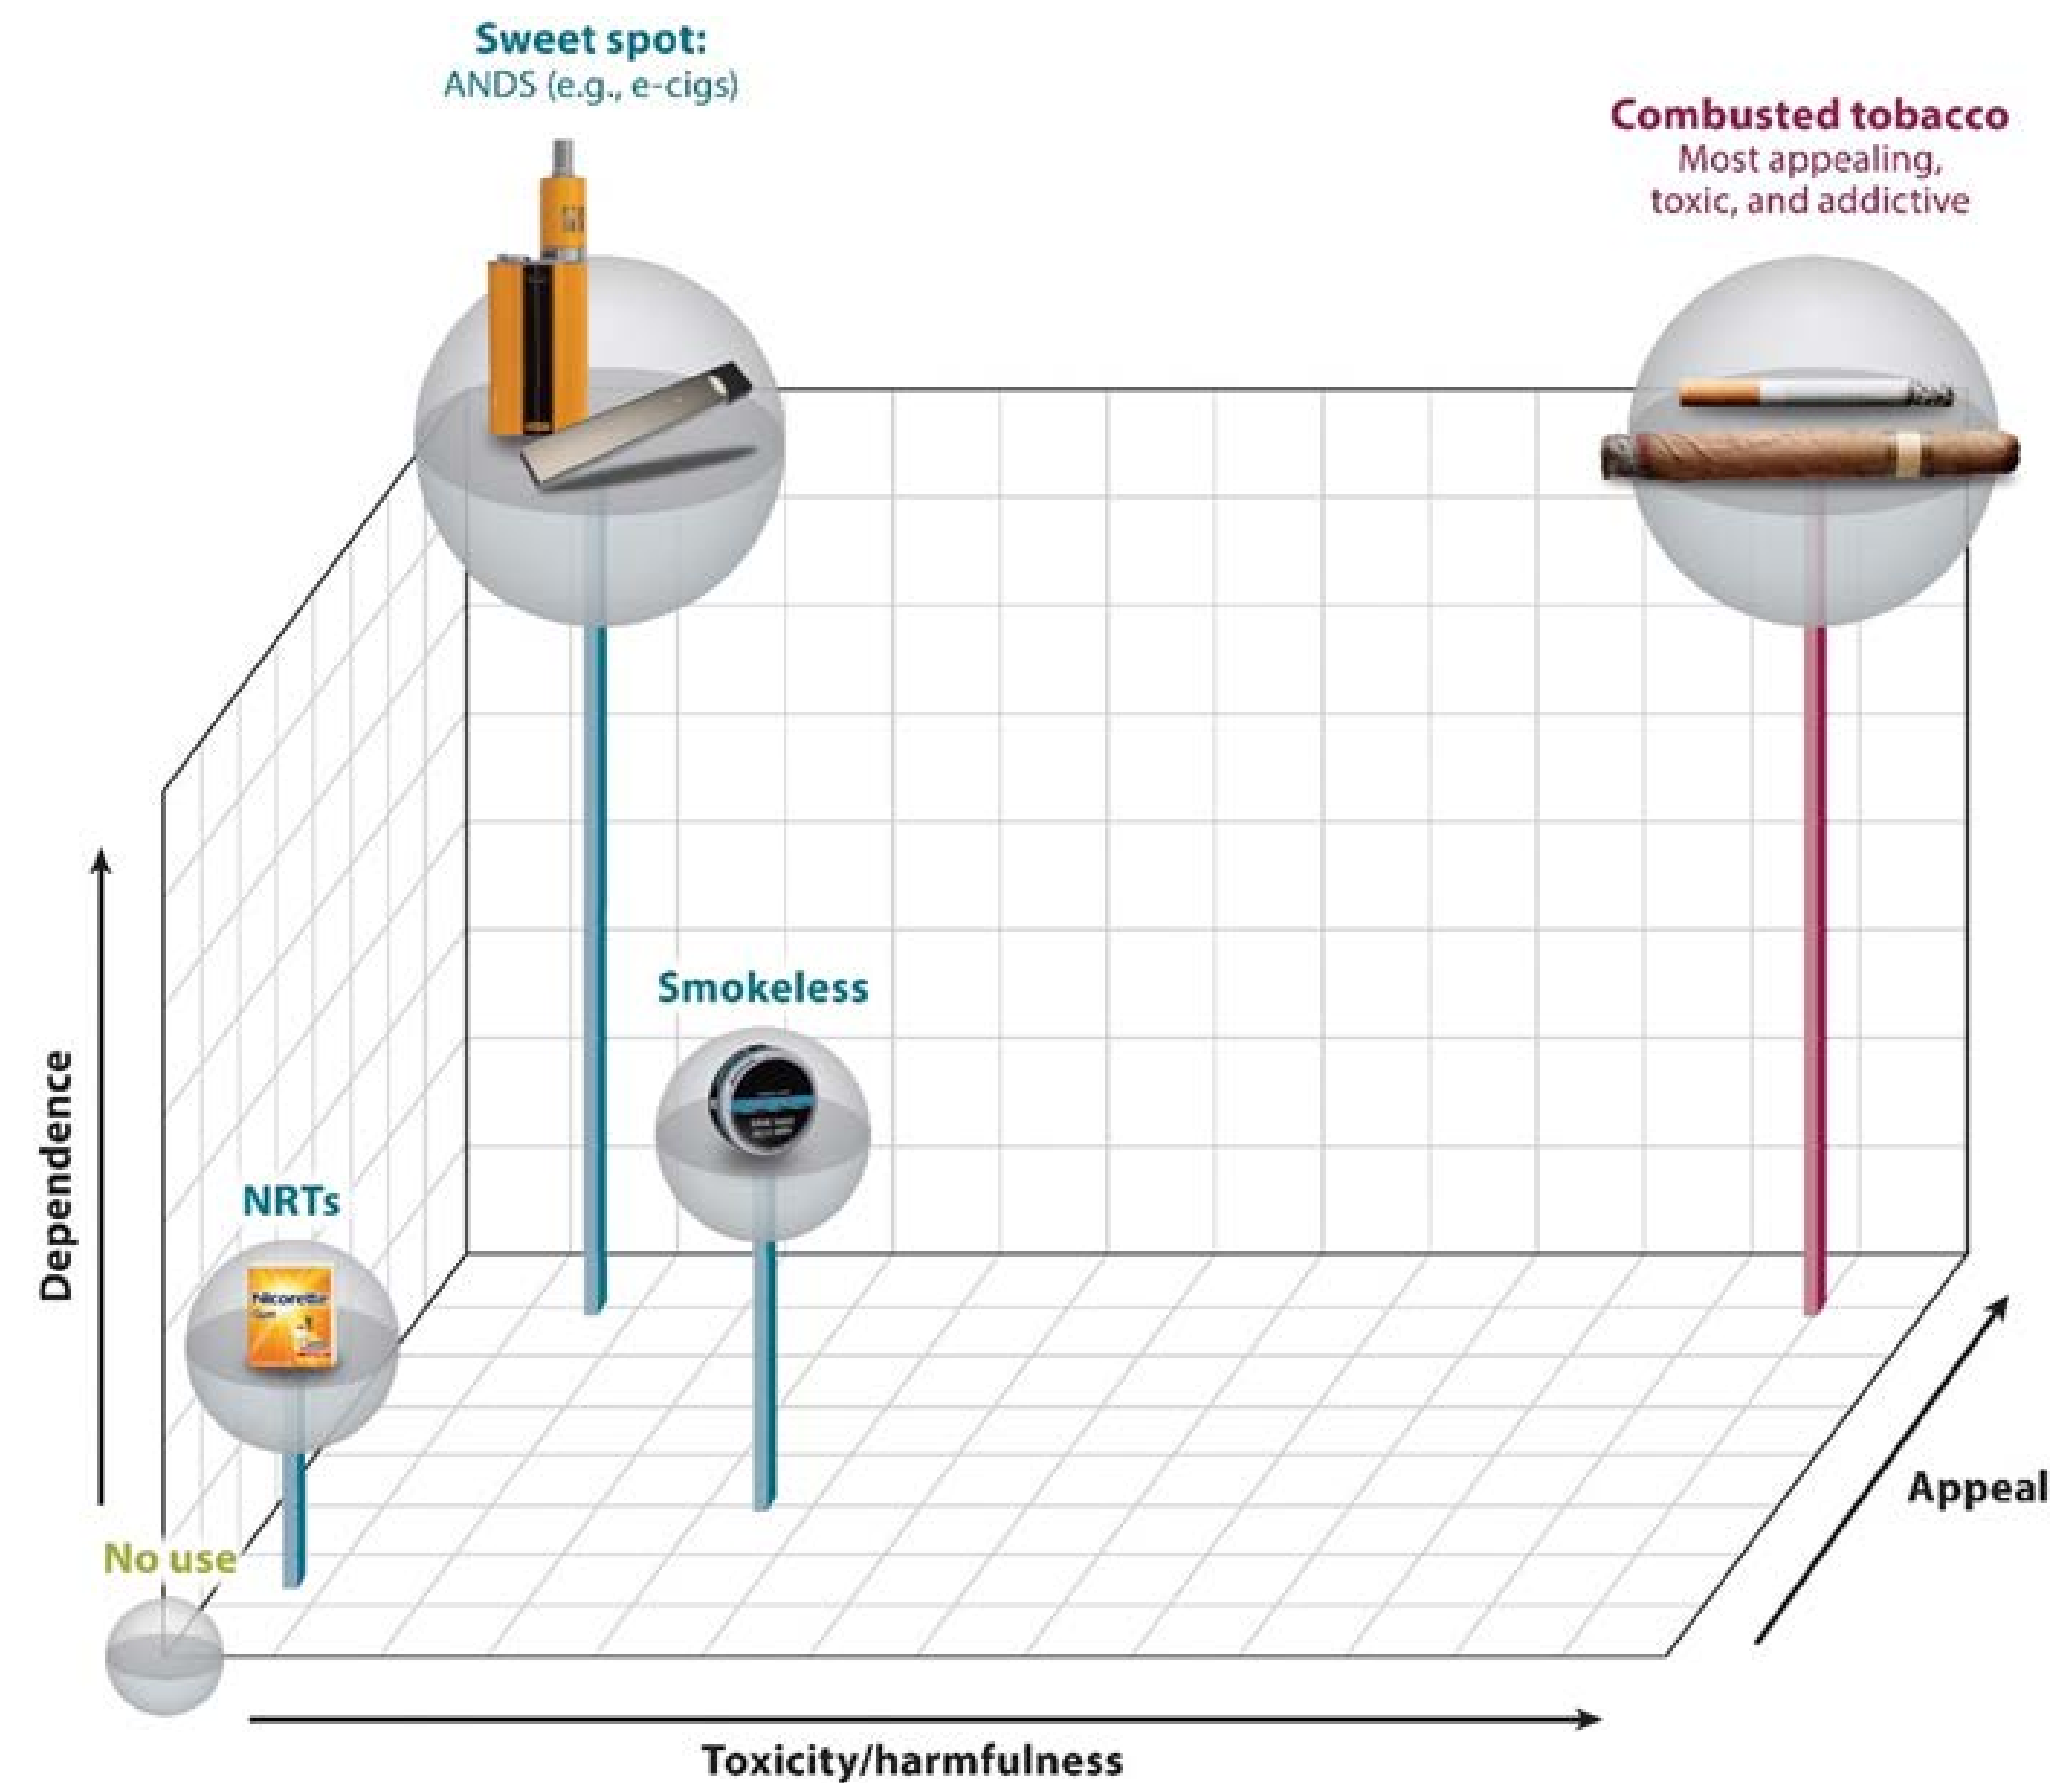 Sweet spot:
ANDS (e.g., e-cigs)
Combusted tobacco
Most appealing,
toxic, and addictive
Smokeless
NRTs
Nicorette
No use
Dependence
Appeal
Toxicity/harmfulness